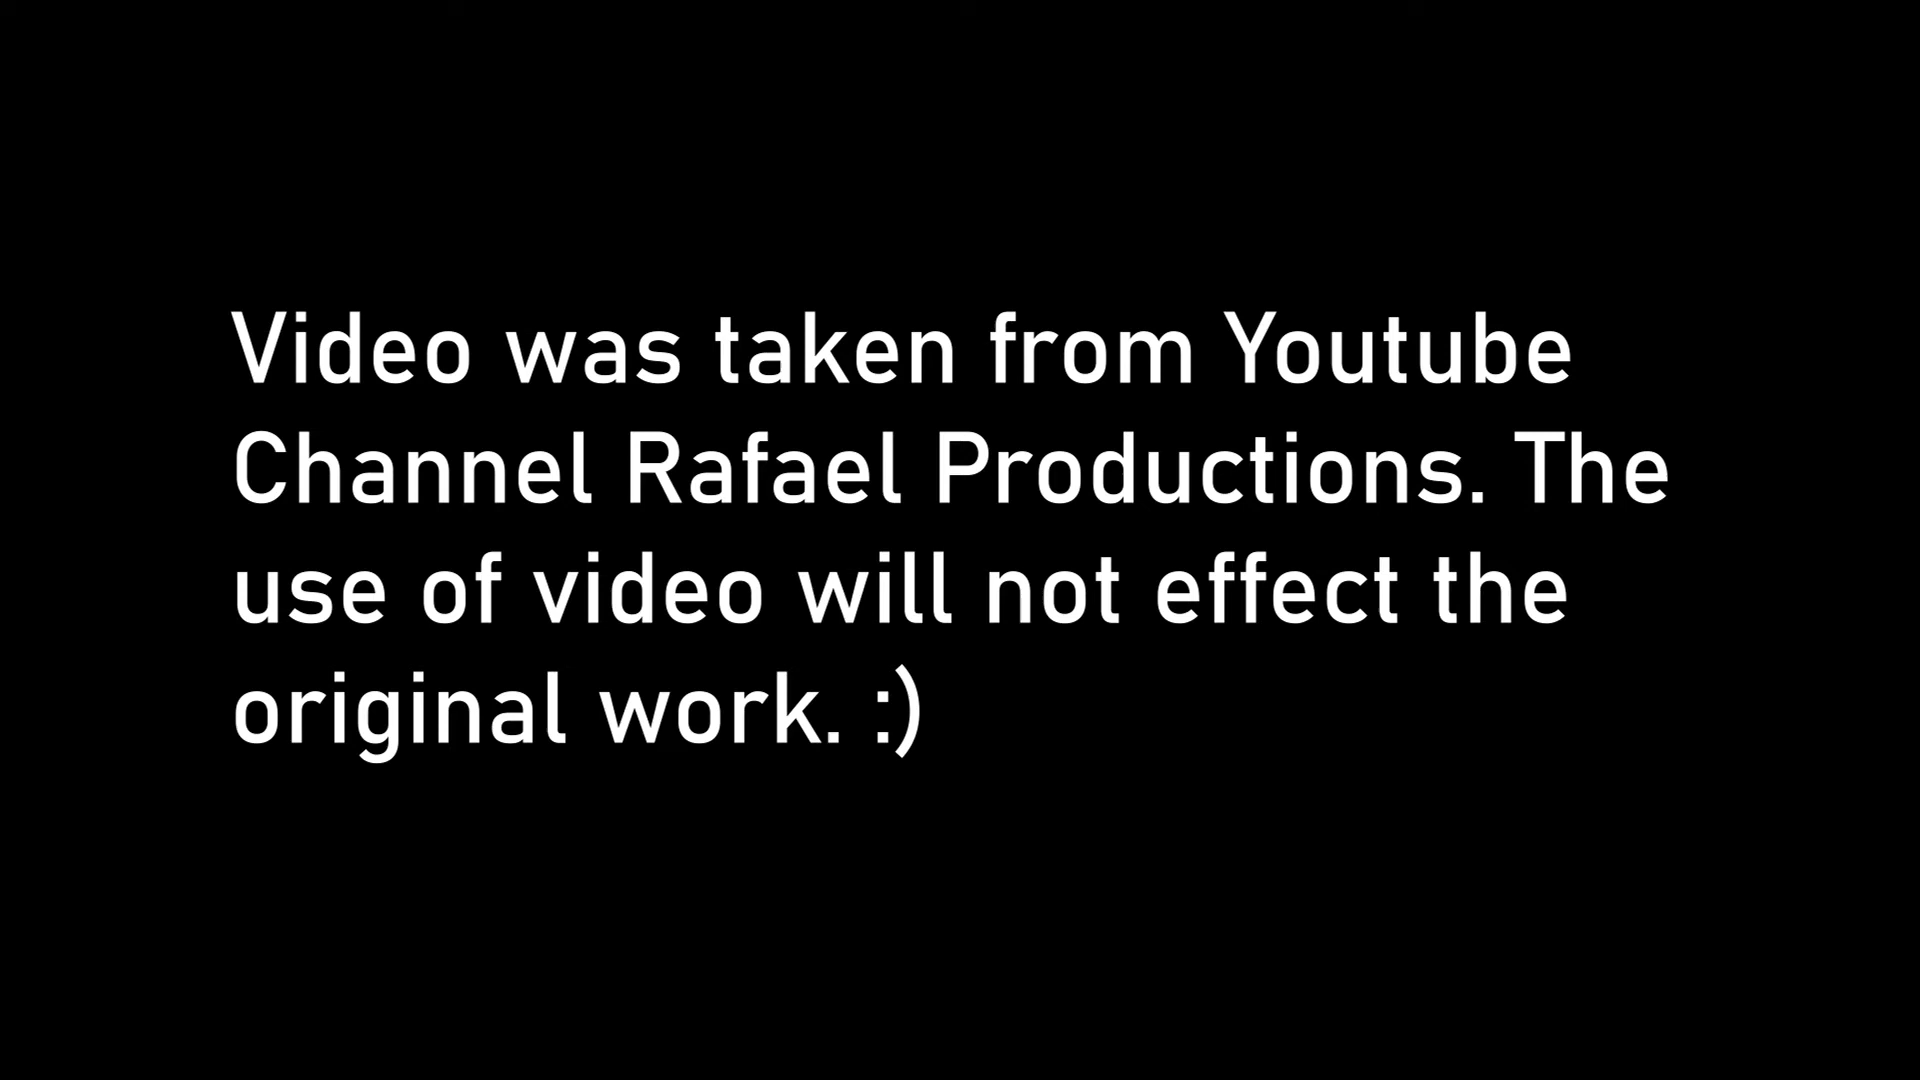 Video was taken from Youtube
Channel Rafael Productions. The
use of video will not effect the
original work. :)